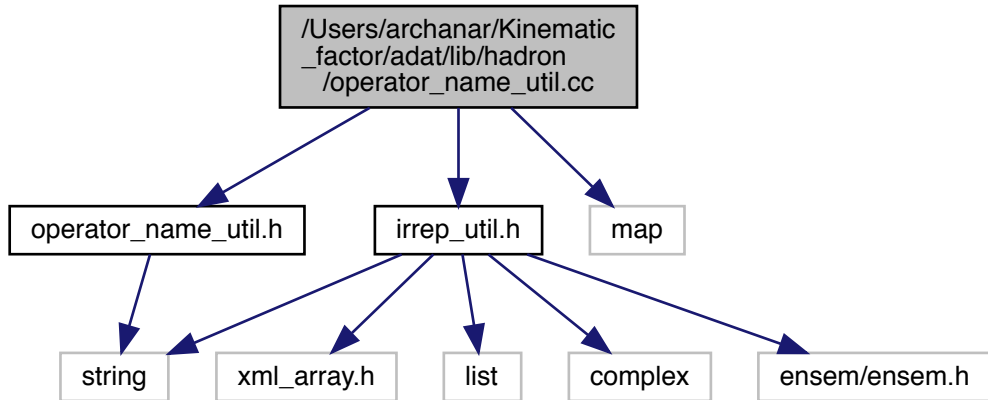 /Users/archanar/Kinematic
_factor/adat/lib/hadron
/operator_name_util.cc
operator_name_util.h
irrep_util.h
map
string
xml_array.h
list
complex
ensem/ensem.h